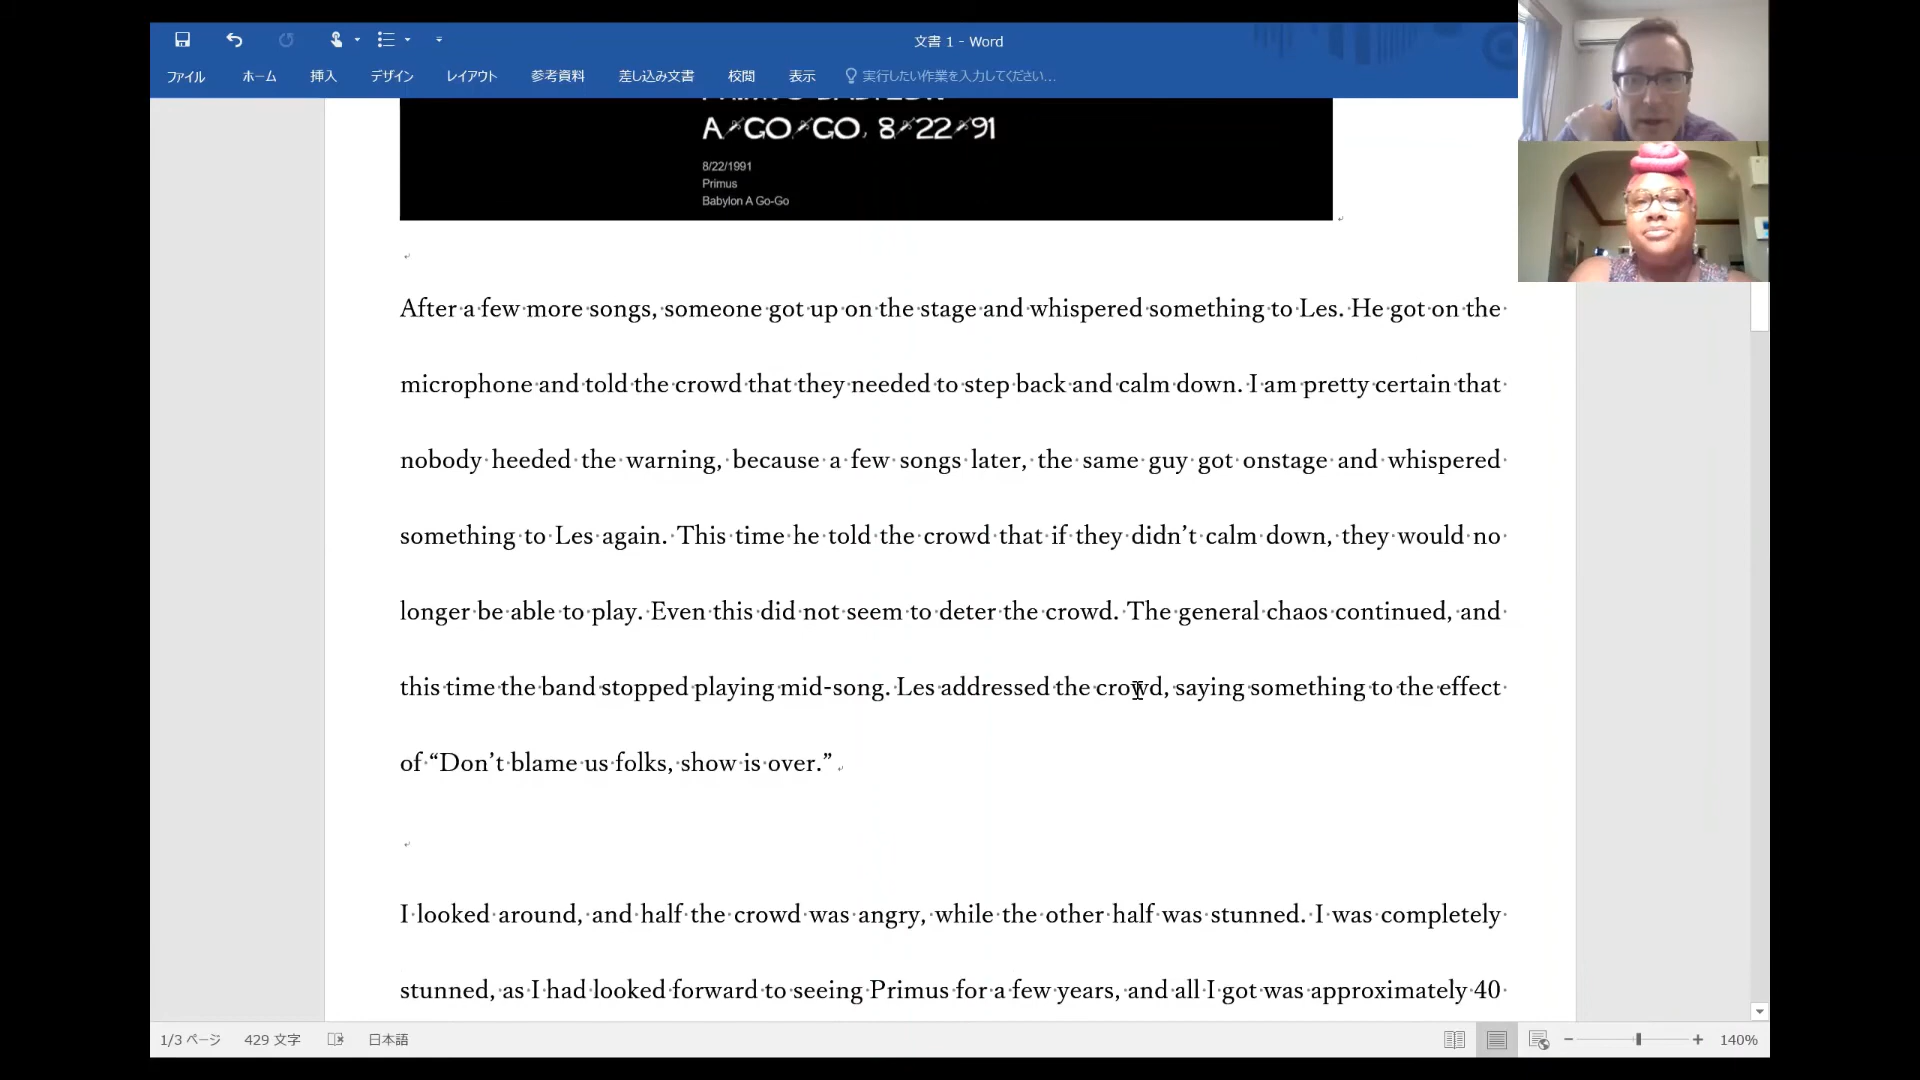 文書 1 - Word
ファイル ホーム 挿入 デザイン レイアウト 参考資料 差し込み文書 校閲 表示 実行したい作業を入力してください...
A GO GO, 8 22 91
8/22/1991
Primus
Babylon A Go-Go
After a few more songs, someone got up on the stage and whispered something to Les. He got on the
microphone and told the crowd that they needed to step back and calm down. I am pretty certain that
nobody heeded the warning, because a few songs later, the same guy got onstage and whispered
something to Les again. This time he told the crowd that if they didn’t calm down, they would no
longer be able to play. Even this did not seem to deter the crowd. The general chaos continued, and
this time the band stopped playing mid-song. Les addressed the crowd, saying something to the effect
of “Don’t blame us folks, show is over.”
I looked around, and half the crowd was angry, while the other half was stunned. I was completely
stunned, as I had looked forward to seeing Primus for a few years, and all I got was approximately 40
1/3 ページ 429 文字 日本語 140%